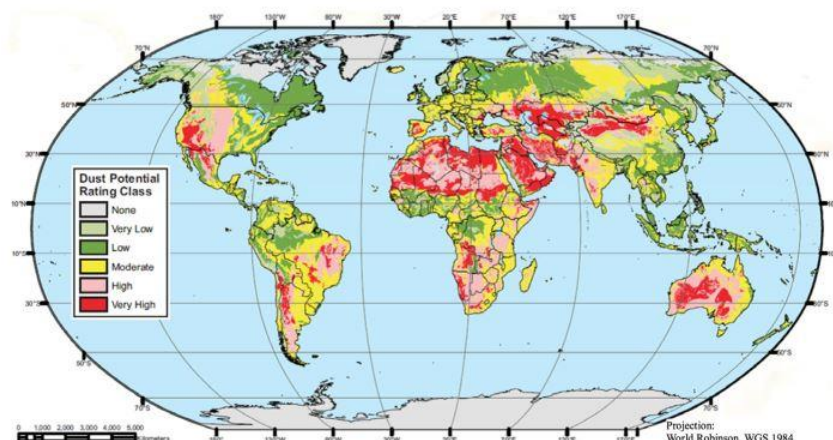 180° 130°W 80°W 30°W 20°E 70°E 120°E 170°E
70°N 70°N
50°N 50°N
30°N 30°N
10°N 10°N
10°S 10°S
30°S 30°S
50°S 50°S
70°S 70°S
Dust Potential
Rating Class
None
Very Low
Low
Moderate
High
Very High
0 1,000 2,000 3,000 4,000 5,000
Kilometers
Projection:
World Robinson, WGS 1984